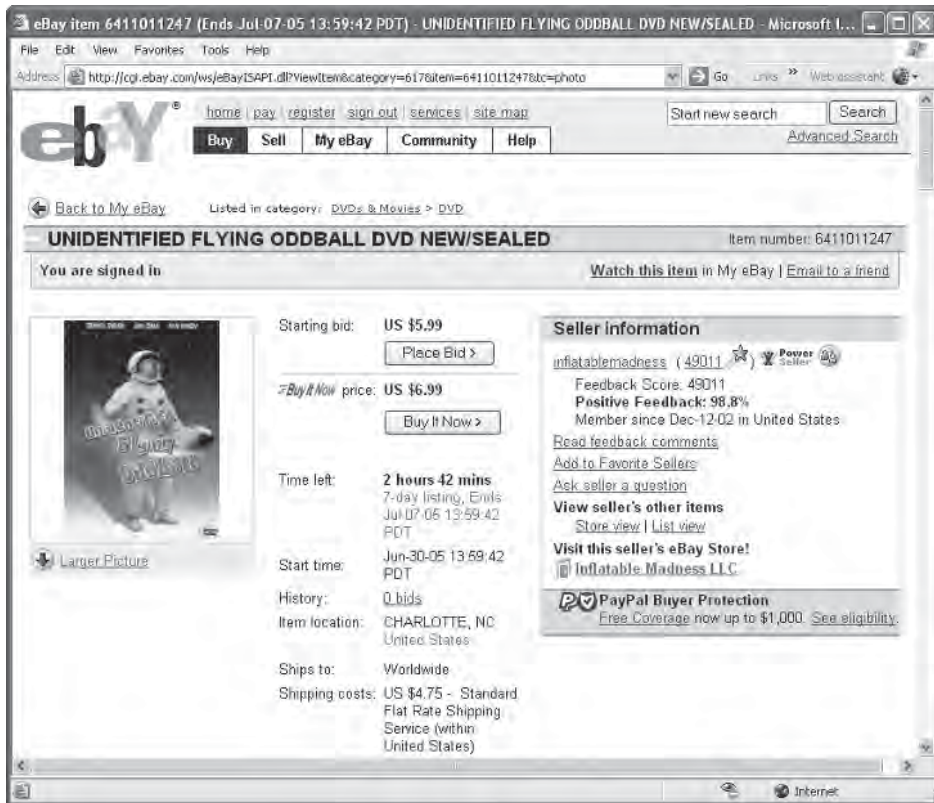 eBay item 6411011247 (Ends Jul-07-05 13:59:42 PDT) - UNIDENTIFIED FLYING ODDBALL DVD NEW/SEALED - Microsoft I...
File Edit View Favorites Tools Help
Address http://cgi.ebay.com/ws/eBayISAPI.dll?ViewItem&category=617&item=6411011247&tc=photo Go Links » Web assistant
ebay® home | pay | register | sign out | services | site map
Start new search Search
Buy Sell My eBay Community Help
Advanced Search
Back to My eBay Listed in category: DVDs & Movies > DVD
UNIDENTIFIED FLYING ODDBALL DVD NEW/SEALED Item number: 6411011247
You are signed in Watch this item in My eBay | Email to a friend
Unidentified
Flying
Oddball
Larger Picture
Starting bid: US $5.99
Place Bid >
Buy It Now price: US $6.99
Buy It Now >
Time left: 2 hours 42 mins
7-day listing, Ends
Jul-07-05 13:59:42
PDT
Start time: Jun-30-05 13:59:42
PDT
History: 0 bids
Item location: CHARLOTTE, NC
United States
Ships to: Worldwide
Shipping costs: US $4.75 - Standard
Flat Rate Shipping
Service (within
United States)
Seller information
inflatablemadness ( 49011 ) Power Seller
Feedback Score: 49011
Positive Feedback: 98.8%
Member since Dec-12-02 in United States
Read feedback comments
Add to Favorite Sellers
Ask seller a question
View seller's other items
Store view | List view
Visit this seller's eBay Store!
Inflatable Madness LLC
PayPal Buyer Protection
Free Coverage now up to $1,000. See eligibility.
Internet